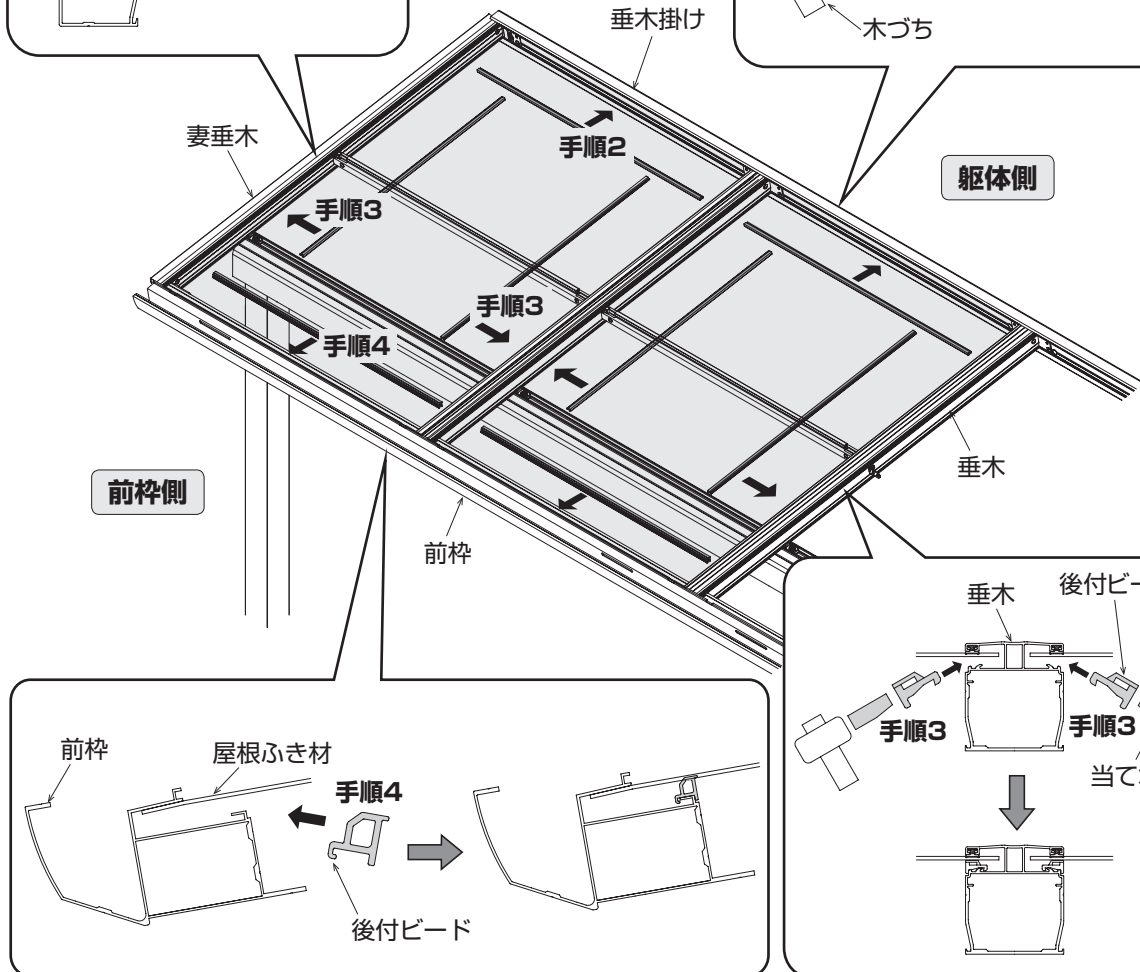 垂木掛け
木づち
妻垂木
手順2
躯体側
手順3
手順3
手順4
垂木
前枠側
前枠
垂木
後付ビー
手順3
手順3
前枠
屋根ふき材
手順4
後付ビード